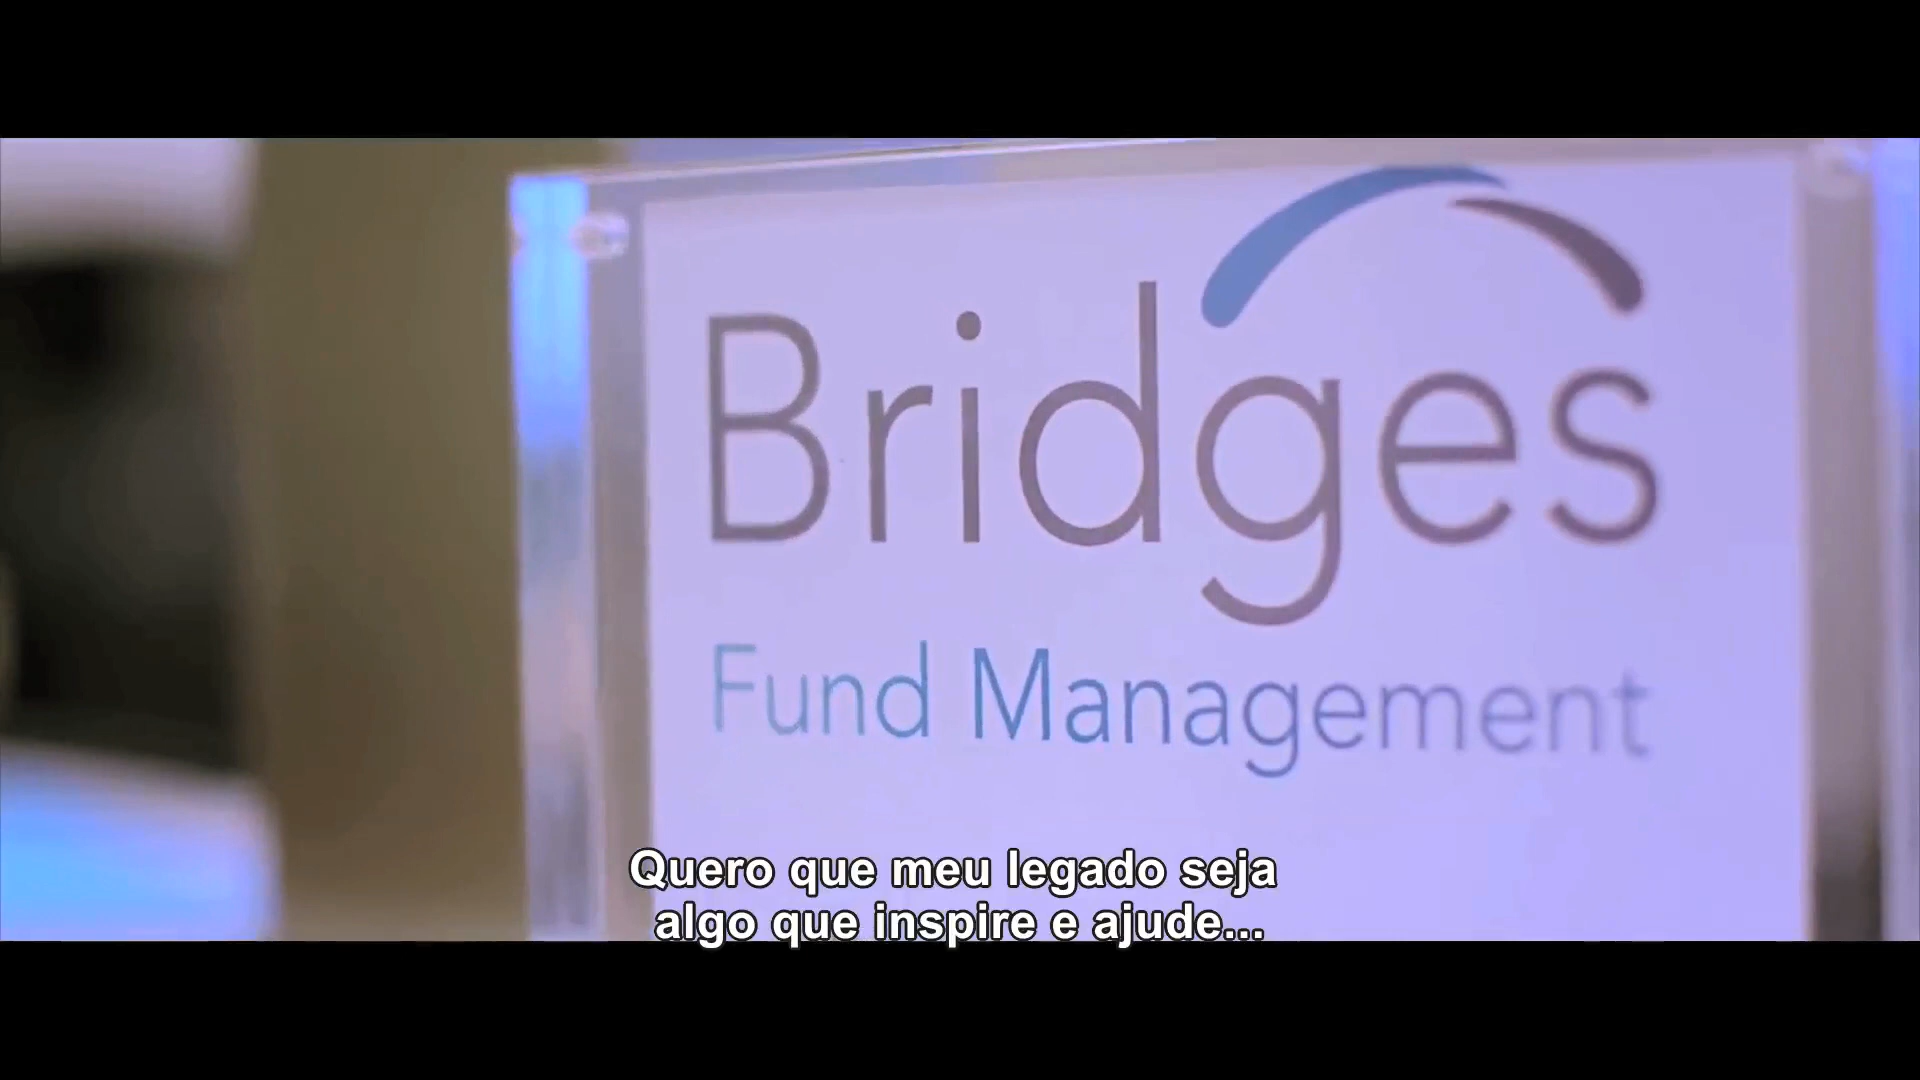 Bridges
Fund Management
Quero que meu legado seja
algo que inspire e ajude...